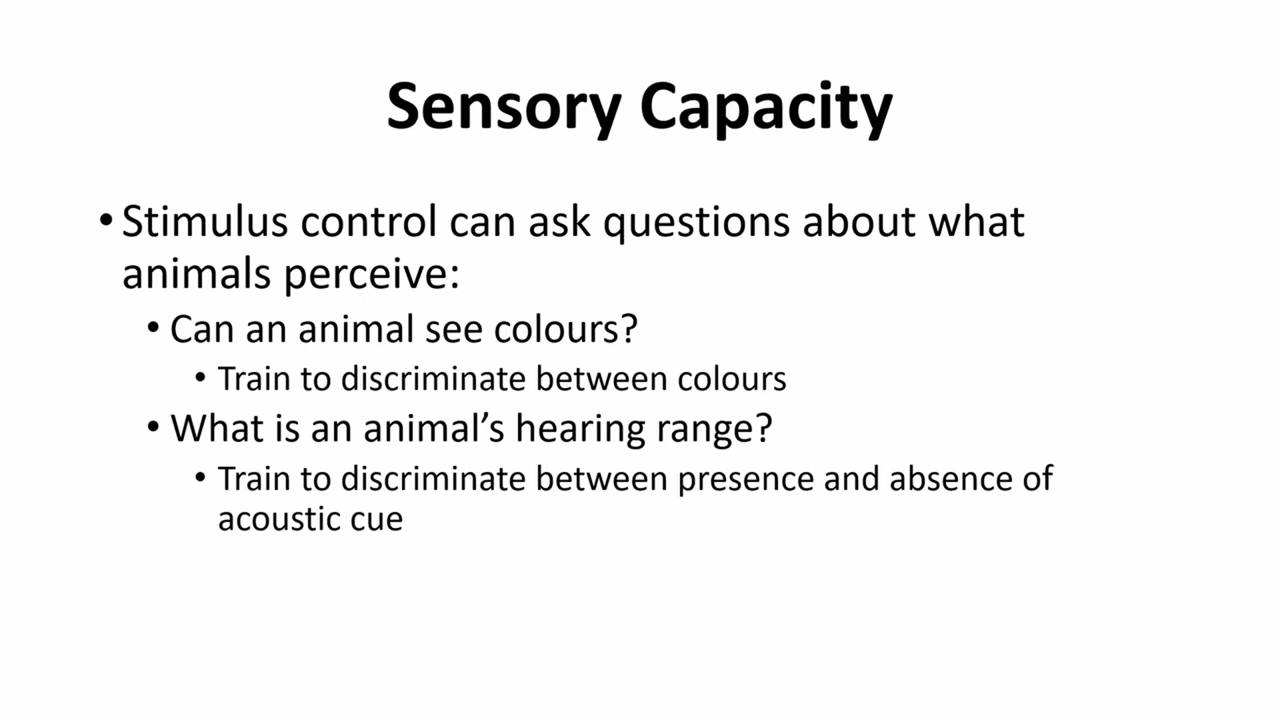 Sensory Capacity
• Stimulus control can ask questions about what
animals perceive:
• Can an animal see colours?
• Train to discriminate between colours
• What is an animal’s hearing range?
• Train to discriminate between presence and absence of
acoustic cue